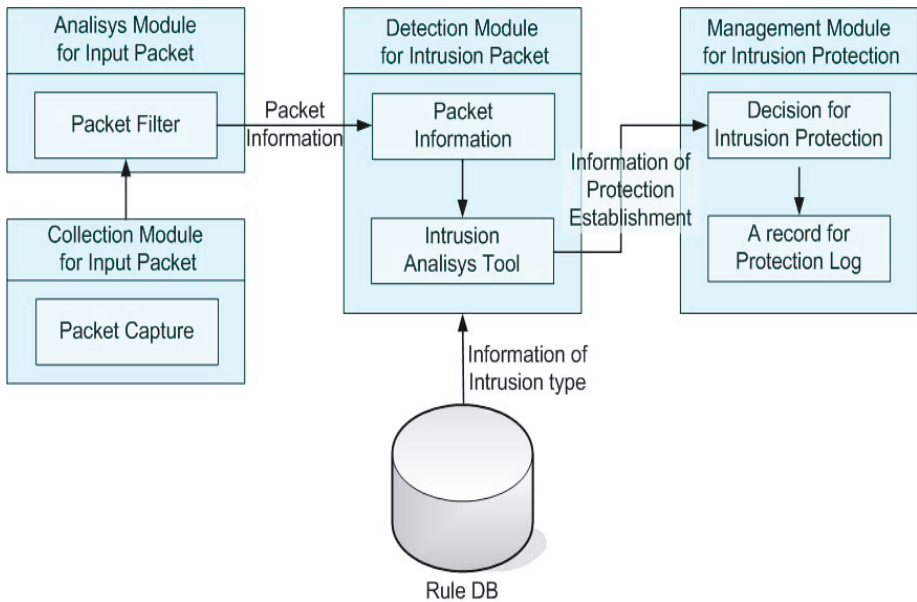 Analisys Module
for Input Packet
Packet Filter
Collection Module
for Input Packet
Packet Capture
Packet
Information
Detection Module
for Intrusion Packet
Packet
Information
Intrusion
Analisys Tool
Information of
Protection
Establishment
Management Module
for Intrusion Protection
Decision for
Intrusion Protection
A record for
Protection Log
Information of
Intrusion type
Rule DB